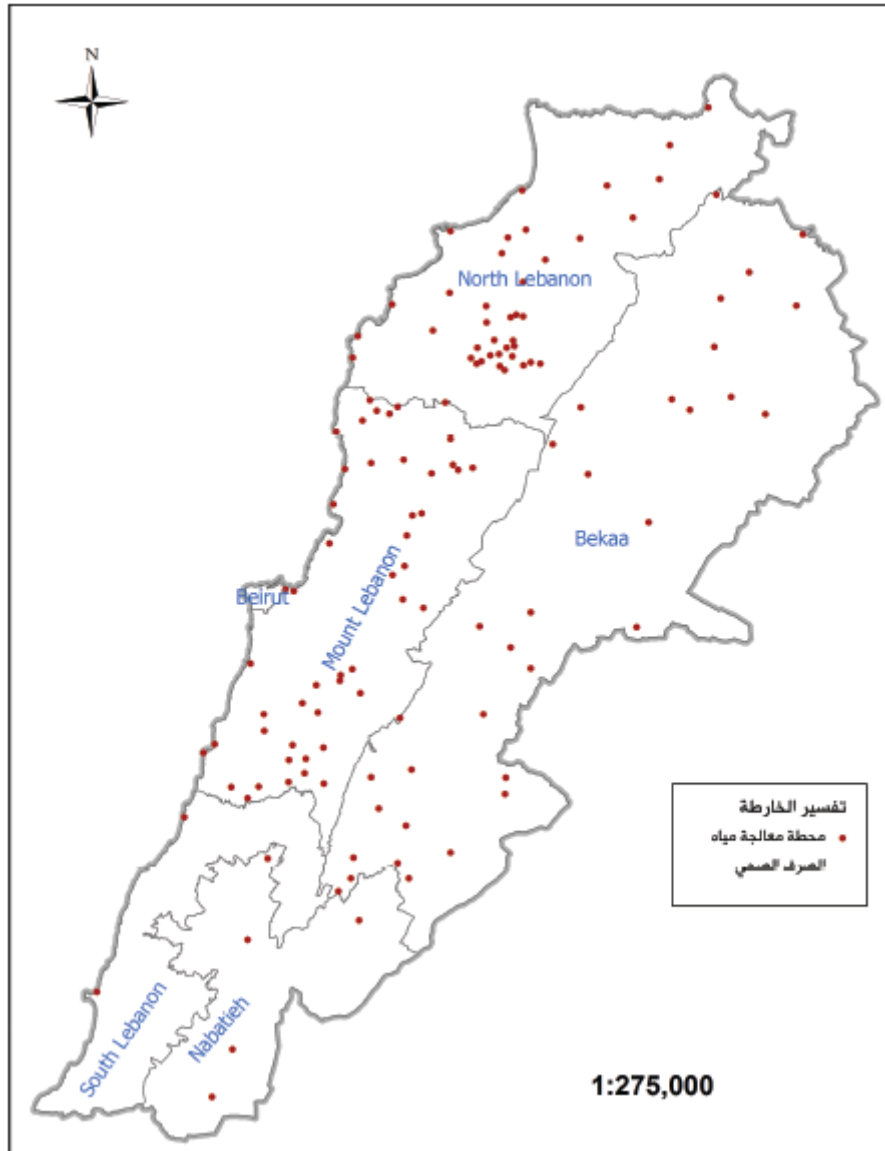 N
North Lebanon
Bekaa
Beirut
Mount Lebanon
تفسير الخارطة
محطة معالجة مياه
الصرف الصحي
South Lebanon
Nabatieh
1:275,000